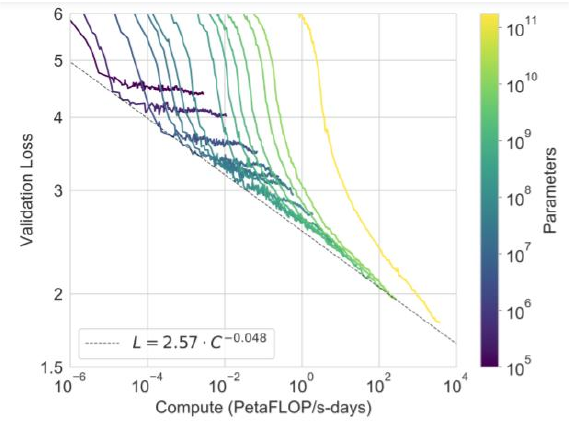 6
5
4
3
2
1.5
Validation Loss
L = 2.57 · C^−0.048
10^−6 10^−4 10^−2 10^0 10^2 10^4
Compute (PetaFLOP/s-days)
10^11
10^10
10^9
10^8
10^7
10^6
10^5
Parameters